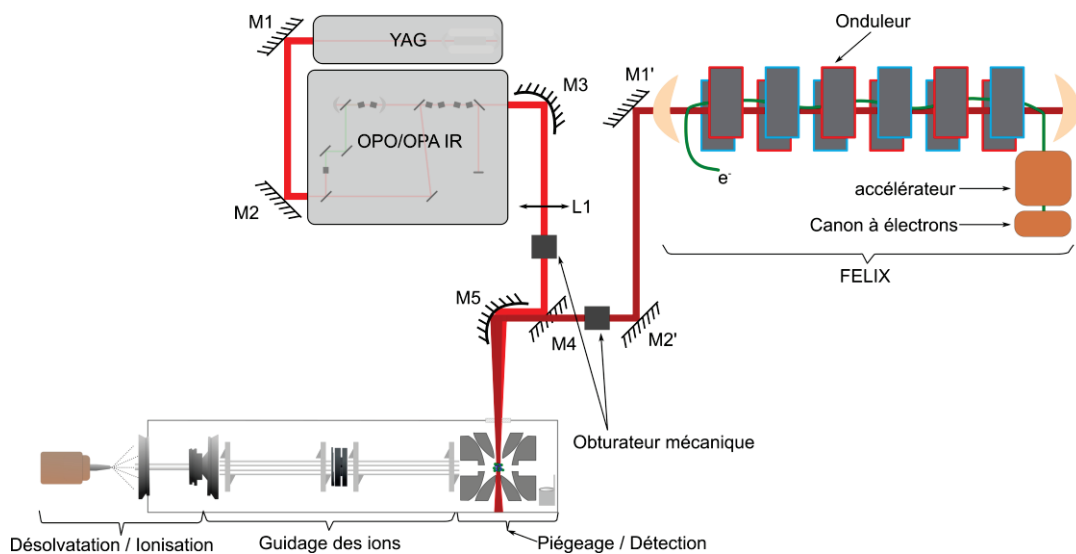 M1
YAG
OPO/OPA IR
M2
M3
L1
M1'
Onduleur
e-
accélérateur
Canon à électrons
FELIX
M5
M4
M2'
Obturateur mécanique
Désolvatation / Ionisation
Guidage des ions
Piégeage / Détection